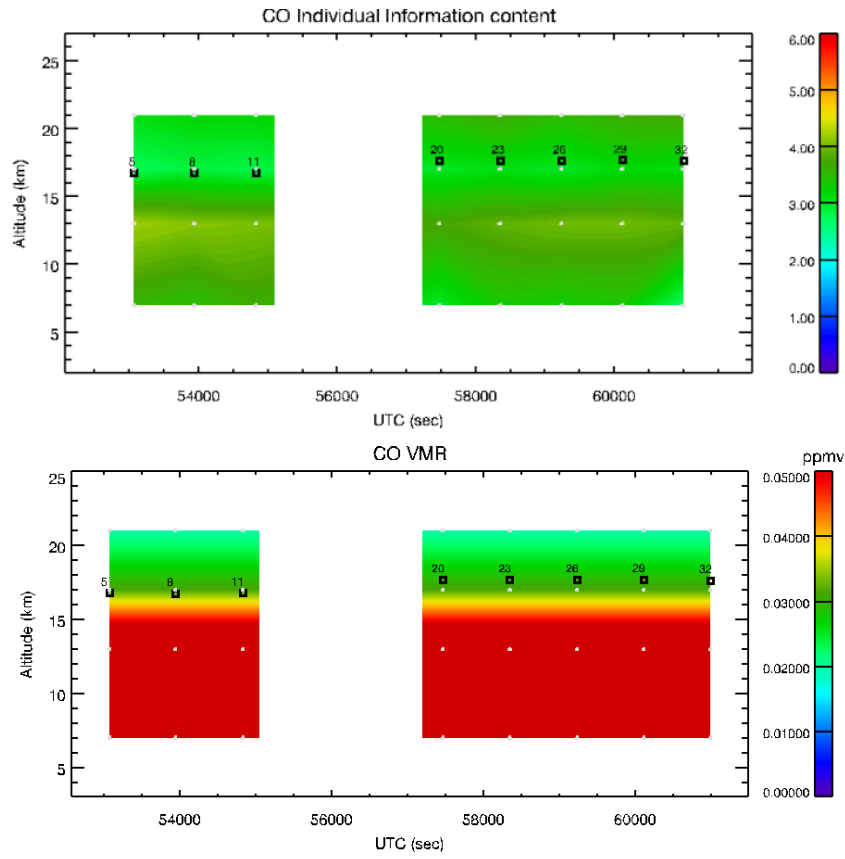 CO Individual Information content
25
20
15
10
5
Altitude (km)
5 8 11 20 23 26 29 32
54000 56000 58000 60000
UTC (sec)
6.00
5.00
4.00
3.00
2.00
1.00
0.00
CO VMR
ppmv
25
20
15
10
5
Altitude (km)
5 8 11 20 23 26 29 32
54000 56000 58000 60000
UTC (sec)
0.05000
0.04000
0.03000
0.02000
0.01000
0.00000